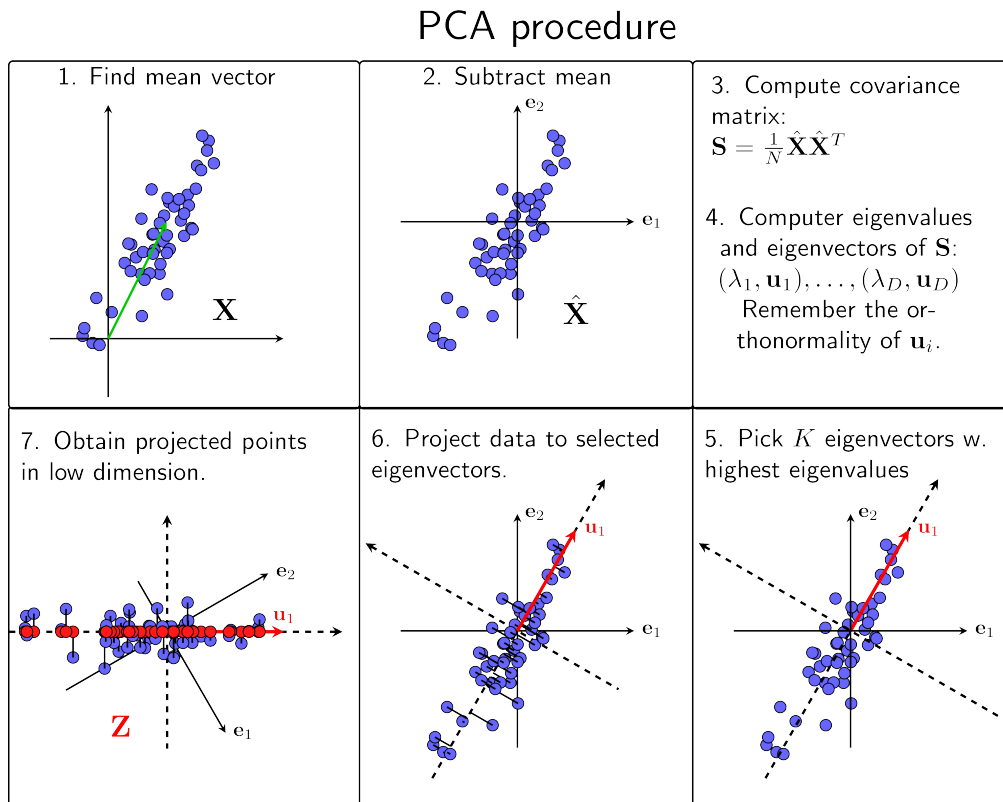 PCA procedure
1. Find mean vector
X
2. Subtract mean
e₂
e₁
X̂
3. Compute covariance
matrix:
S = 1/N X̂X̂ᵀ
4. Computer eigenvalues
and eigenvectors of S:
(λ₁, u₁), . . . , (λ_D, u_D)
Remember the or-
thonormality of uᵢ.
7. Obtain projected points
in low dimension.
e₂
u₁
Z
e₁
6. Project data to selected
eigenvectors.
e₂
u₁
e₁
5. Pick K eigenvectors w.
highest eigenvalues
e₂
u₁
e₁